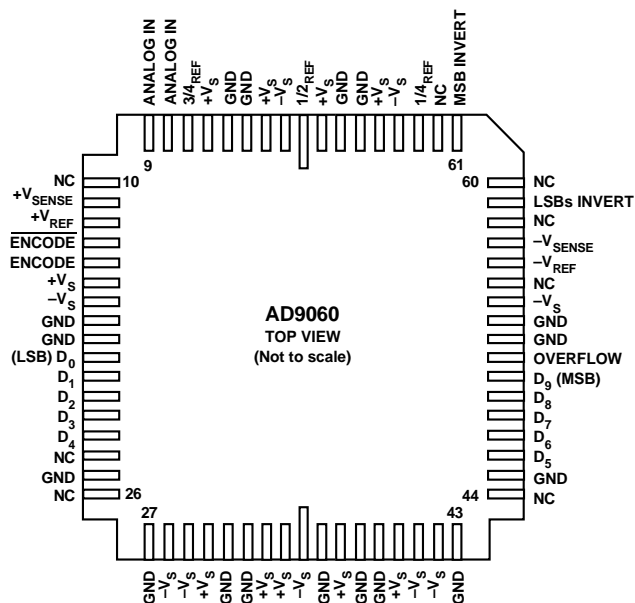 ANALOG IN
ANALOG IN
3/4REF
+VS
GND
GND
+VS
–VS
1/2REF
+VS
GND
GND
+VS
–VS
1/4REF
NC
MSB INVERT
9
61
10
60
NC
+VSENSE
+VREF
ENCODE
ENCODE
+VS
–VS
GND
GND
(LSB) D0
D1
D2
D3
D4
NC
GND
NC
AD9060
TOP VIEW
(Not to scale)
NC
LSBs INVERT
NC
–VSENSE
–VREF
NC
–VS
GND
GND
OVERFLOW
D9 (MSB)
D8
D7
D6
D5
GND
NC
26
44
27
43
GND
–VS
–VS
+VS
GND
GND
+VS
+VS
–VS
GND
+VS
GND
GND
+VS
–VS
–VS
GND